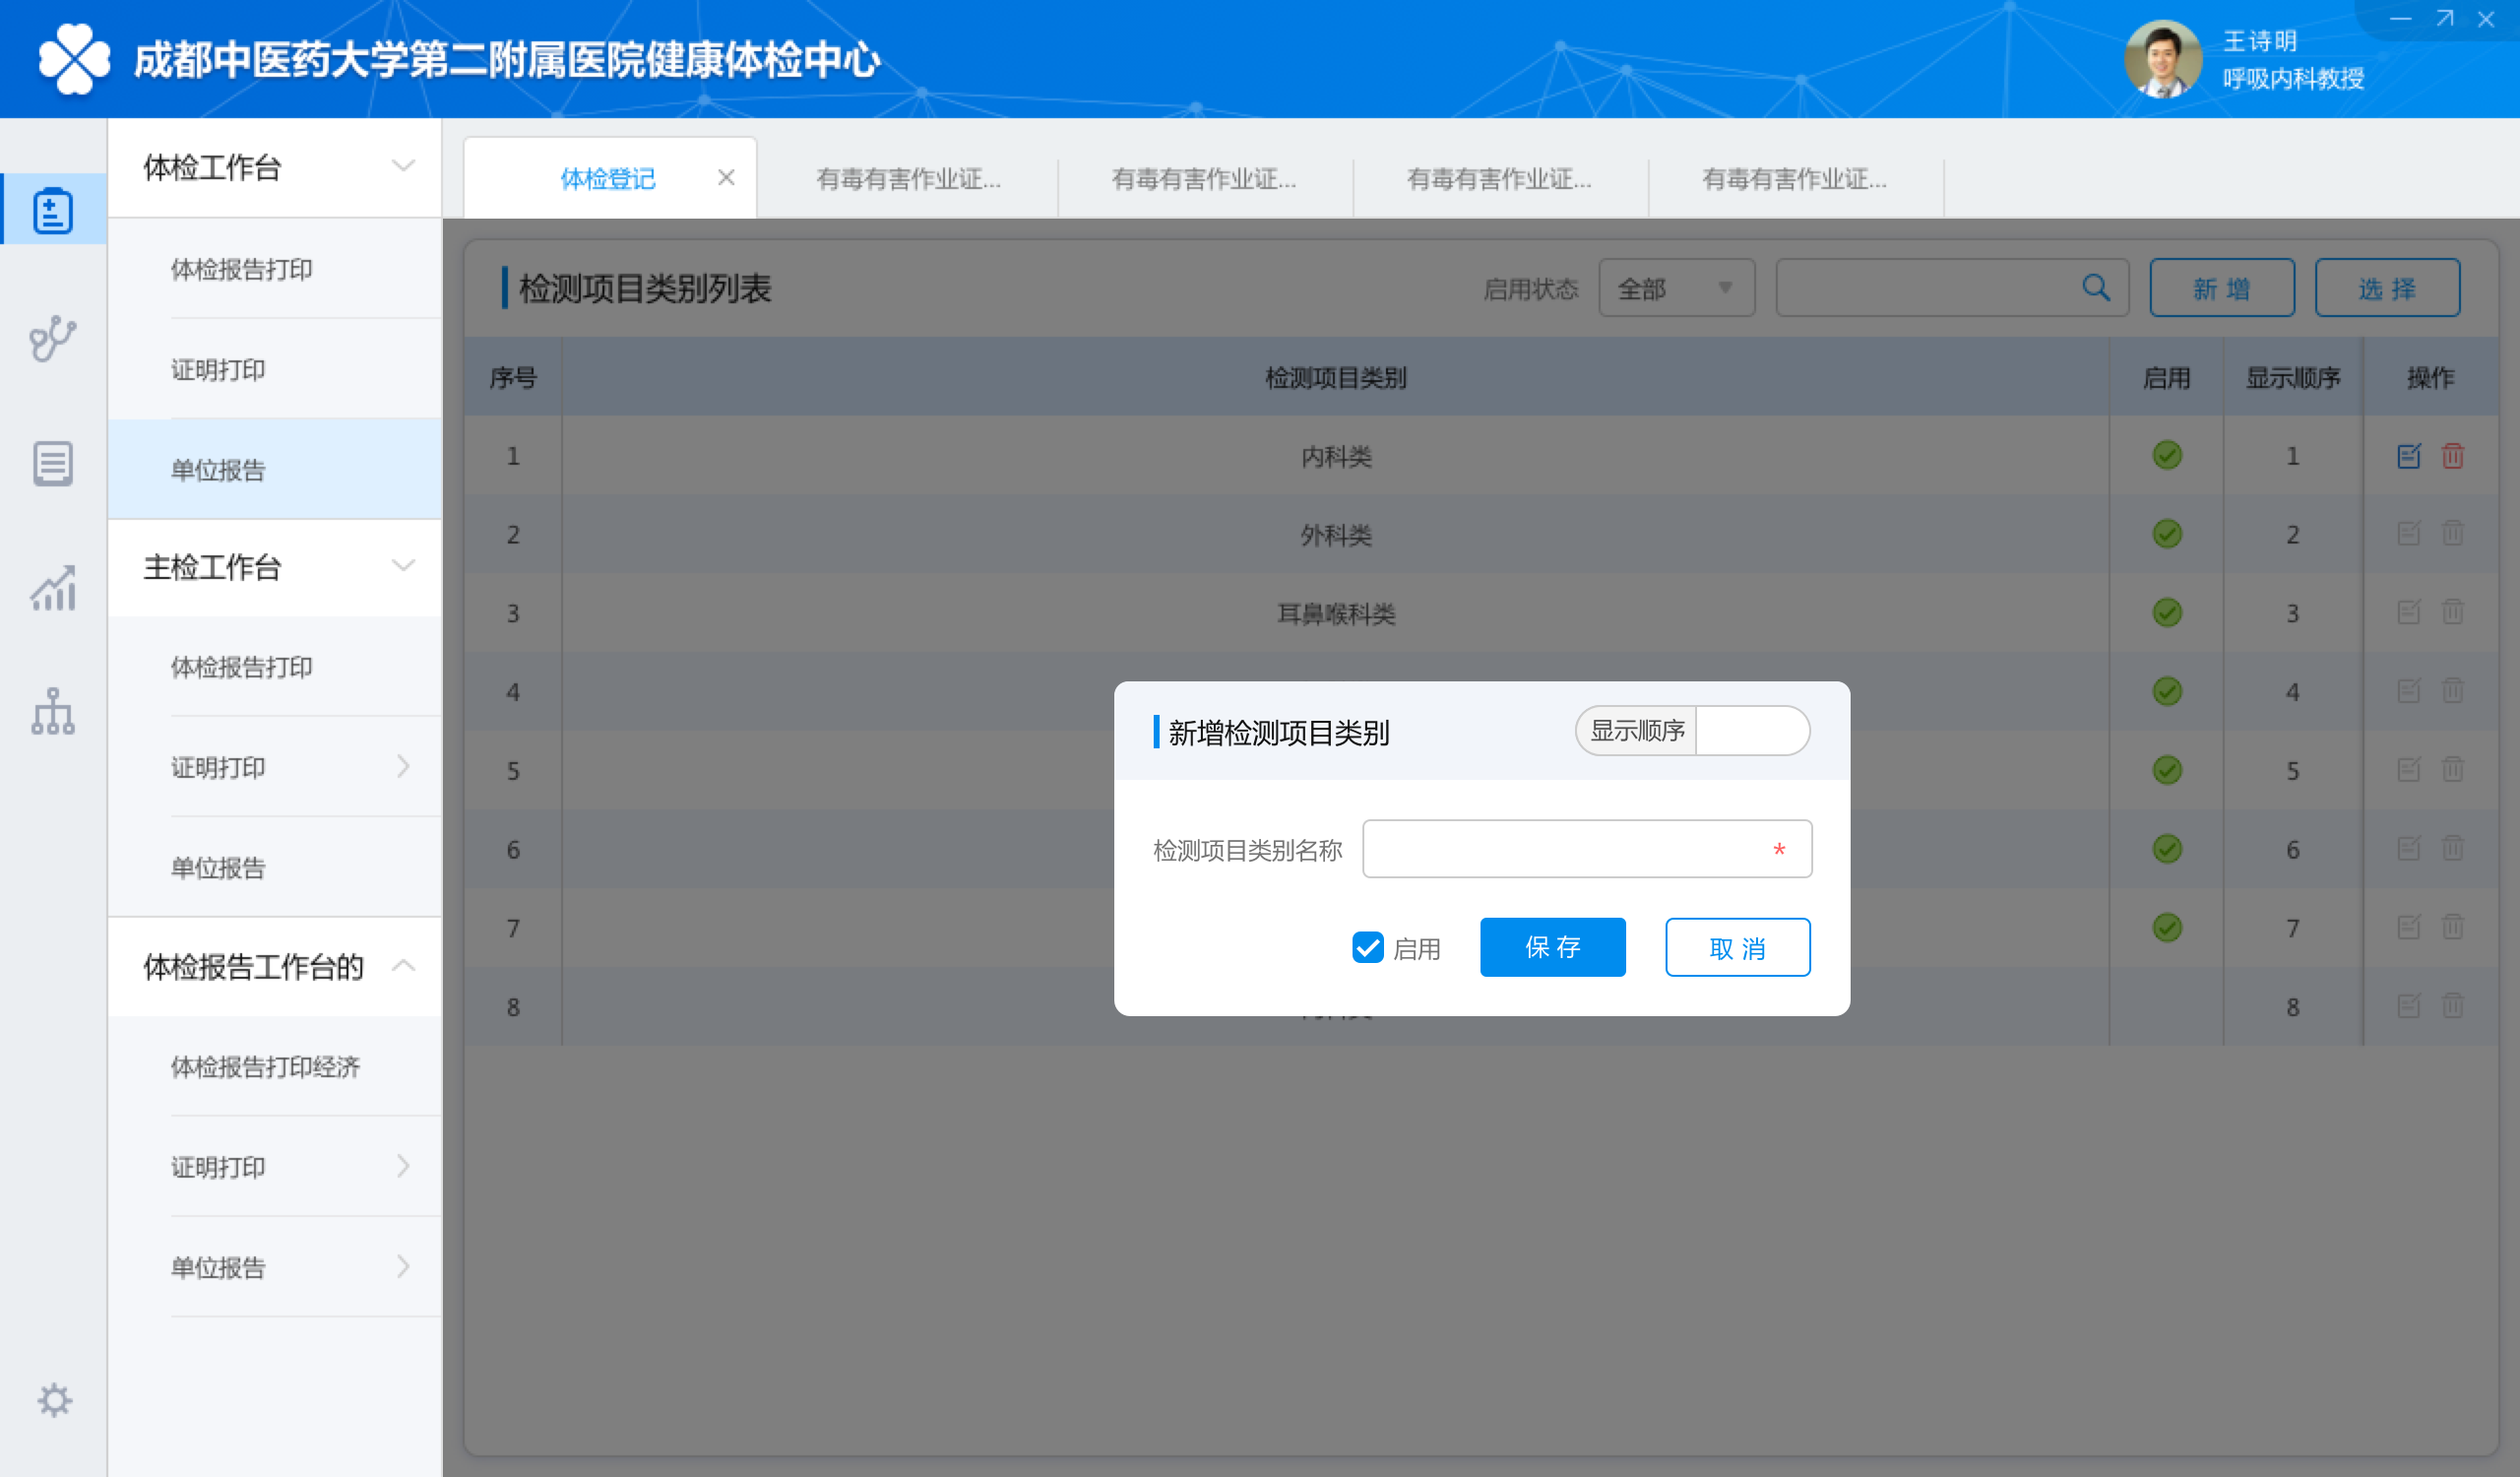 成都中医药大学第二附属医院健康体检中心
王诗明
呼吸内科教授
体检工作台
体检报告打印
证明打印
单位报告
主检工作台
体检报告打印
证明打印
单位报告
体检报告工作台的
体检报告打印经济
证明打印
单位报告
体检登记
有毒有害作业证...
有毒有害作业证...
有毒有害作业证...
有毒有害作业证...
检测项目类别列表
启用状态 全部 新 增 选 择
序号 检测项目类别 启用 显示顺序 操作
1 内科类 1
2 外科类 2
3 耳鼻喉科类 3
4 4
5 5
6 6
7 7
8 8
新增检测项目类别 显示顺序
检测项目类别名称 *
启用 保 存 取 消